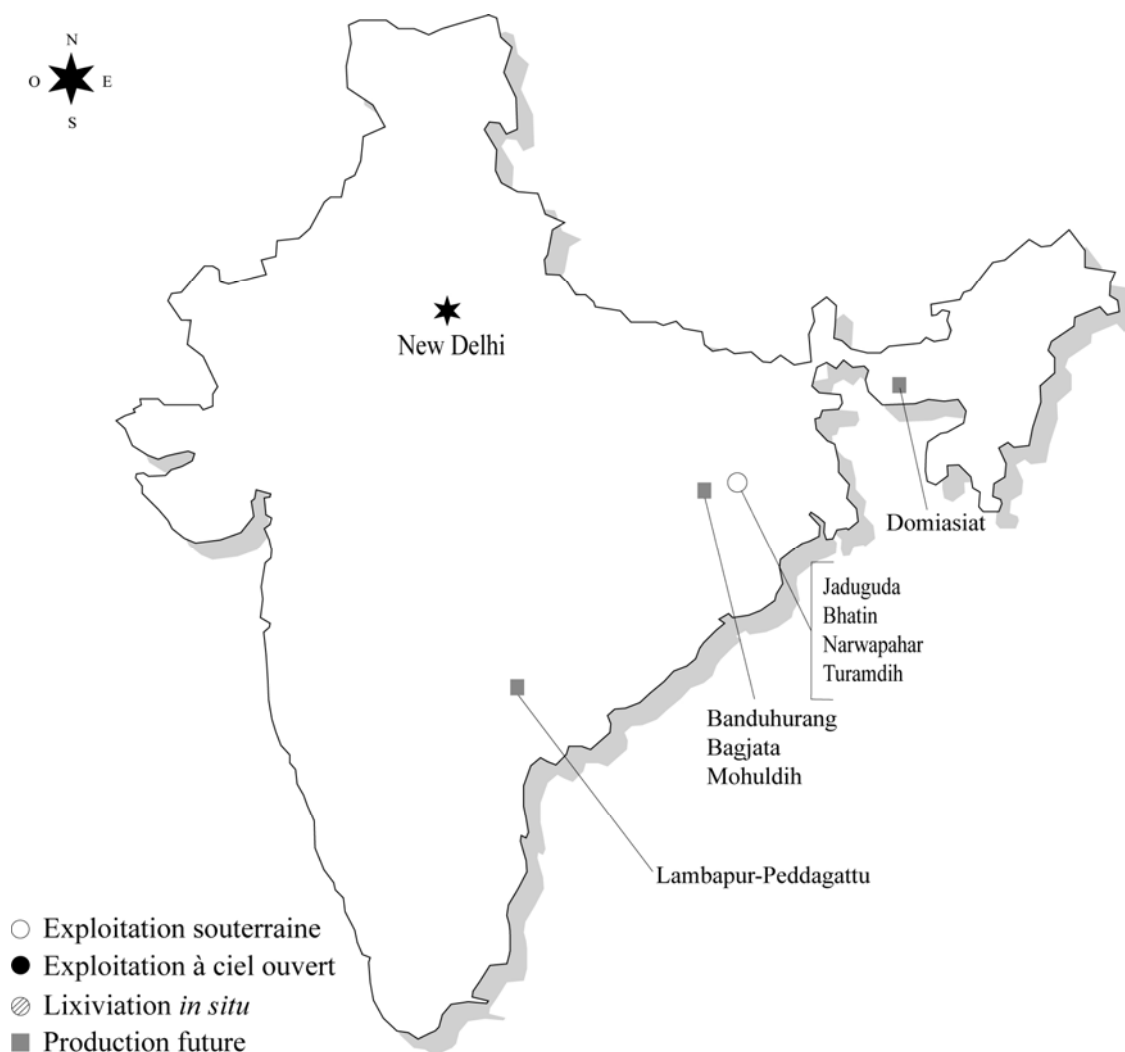 N
O
E
S
New Delhi
Domiasiat
Jaduguda
Bhatin
Narwapahar
Turamdih
Banduhurang
Bagjata
Mohuldih
Lambapur-Peddagattu
Exploitation souterraine
Exploitation à ciel ouvert
Lixiviation in situ
Production future